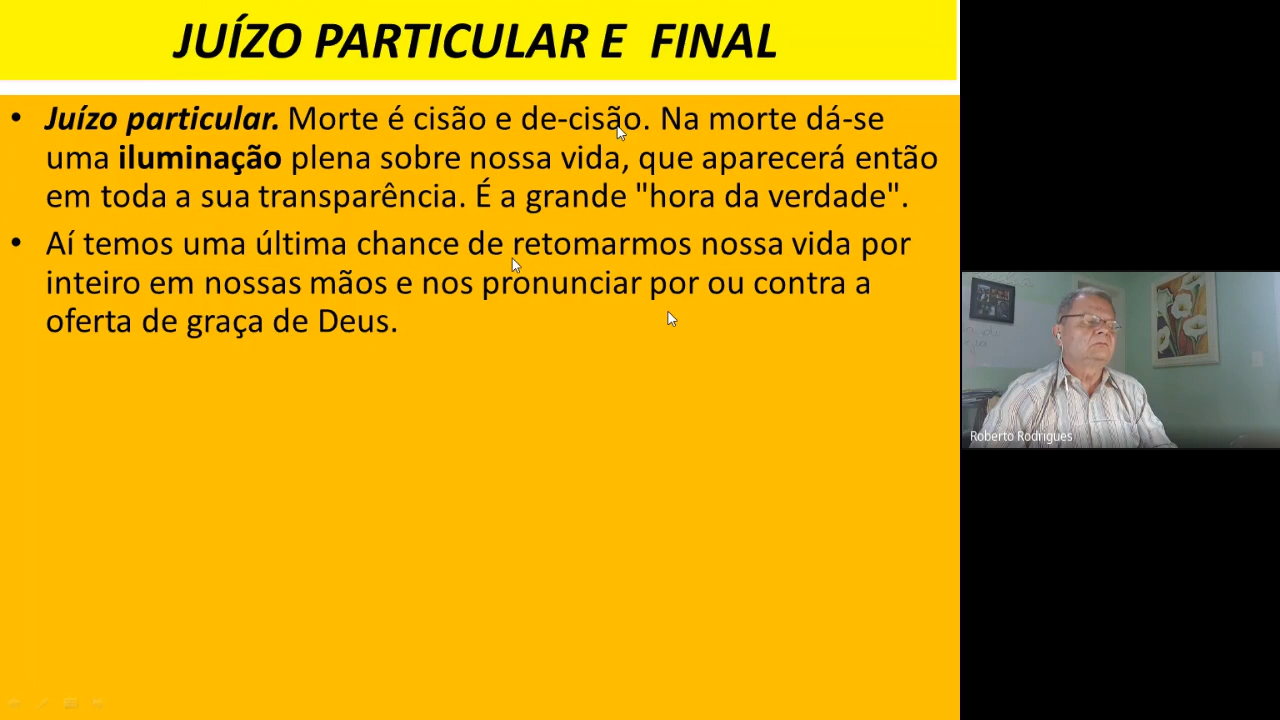 JUÍZO PARTICULAR E FINAL
• Juízo particular. Morte é cisão e de-cisão. Na morte dá-se
uma iluminação plena sobre nossa vida, que aparecerá então
em toda a sua transparência. É a grande "hora da verdade".
• Aí temos uma última chance de retomarmos nossa vida por
inteiro em nossas mãos e nos pronunciar por ou contra a
oferta de graça de Deus.
Roberto Rodrigues